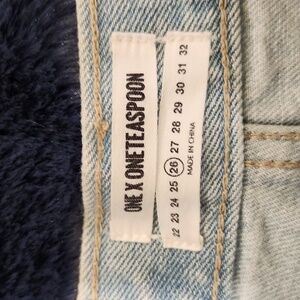 ONE X ONETEASPOON
22 23 24 25 26 27 28 29 30 31 32
MADE IN CHINA